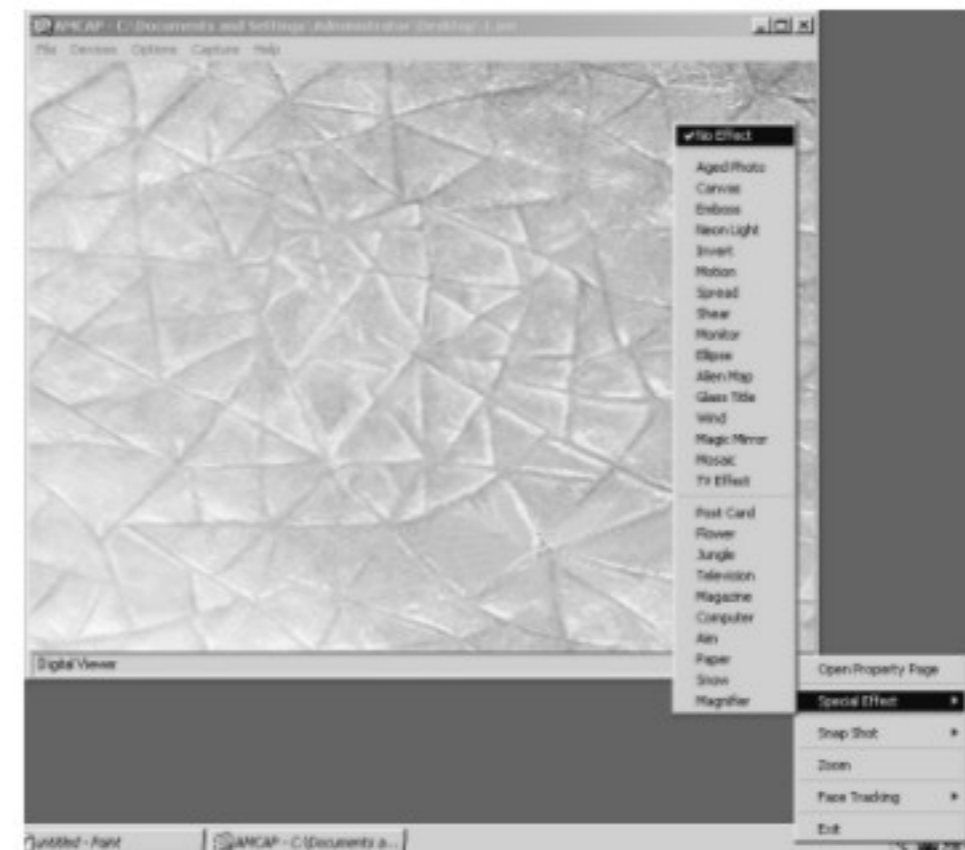 AMCAP - C:\Documents and Settings\Administrator\Desktop\1.avi
File Devices Options Capture Help
✔No Effect
Aged Photo
Canvas
Emboss
Neon Light
Invert
Motion
Spread
Shear
Monitor
Ellipse
Alien Map
Glass Title
Wind
Magic Mirror
Mosaic
TV Effect
Post Card
Flower
Jungle
Television
Magazine
Computer
Aim
Paper
Snow
Magnifier
Digital Viewer
Open Property Page
Special Effect
Snap Shot
Zoom
Face Tracking
Exit
untitled - Paint
AMCAP - C:\Documents a...